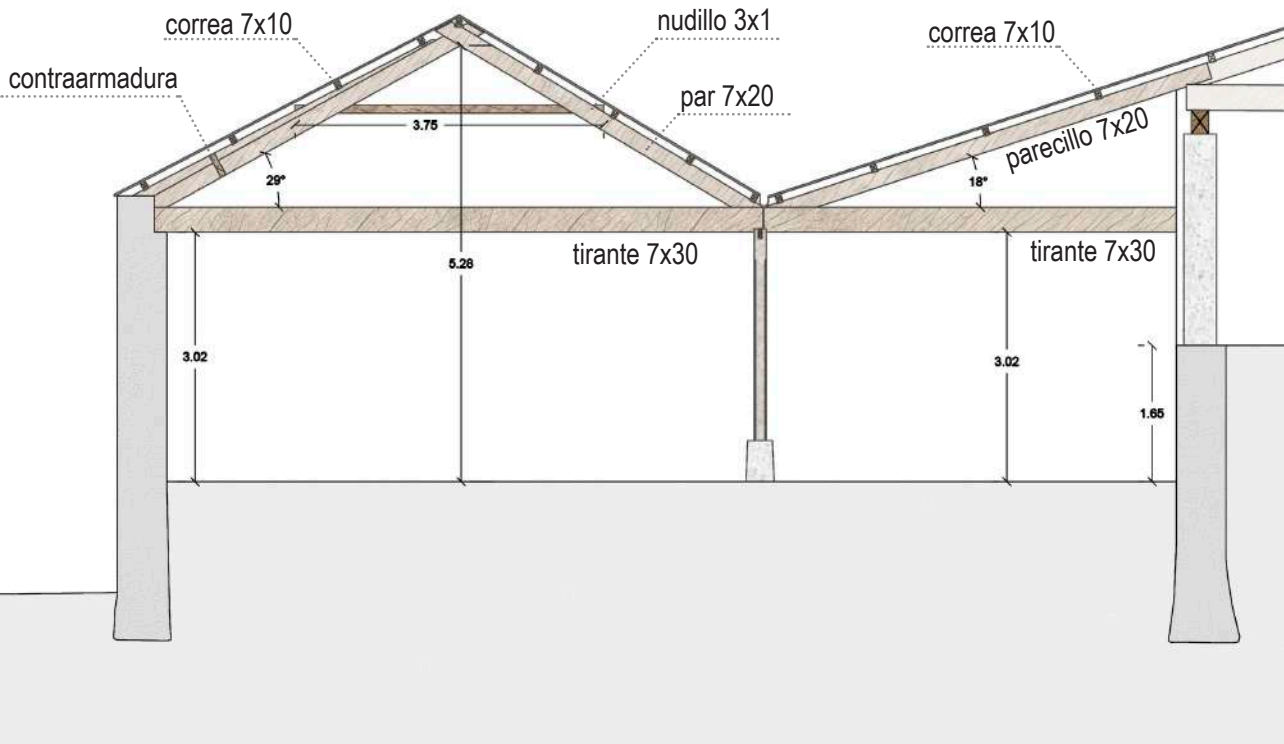 correa 7x10
nudillo 3x1
correa 7x10
contraarmadura
par 7x20
3.75
parecillo 7x20
29°
18°
tirante 7x30
tirante 7x30
5.28
3.02
3.02
1.65